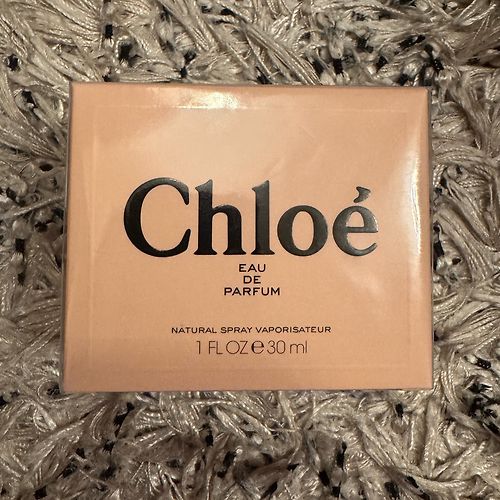 Chloé
EAU
DE
PARFUM
NATURAL SPRAY VAPORISATEUR
1 FL OZ ℮ 30 ml